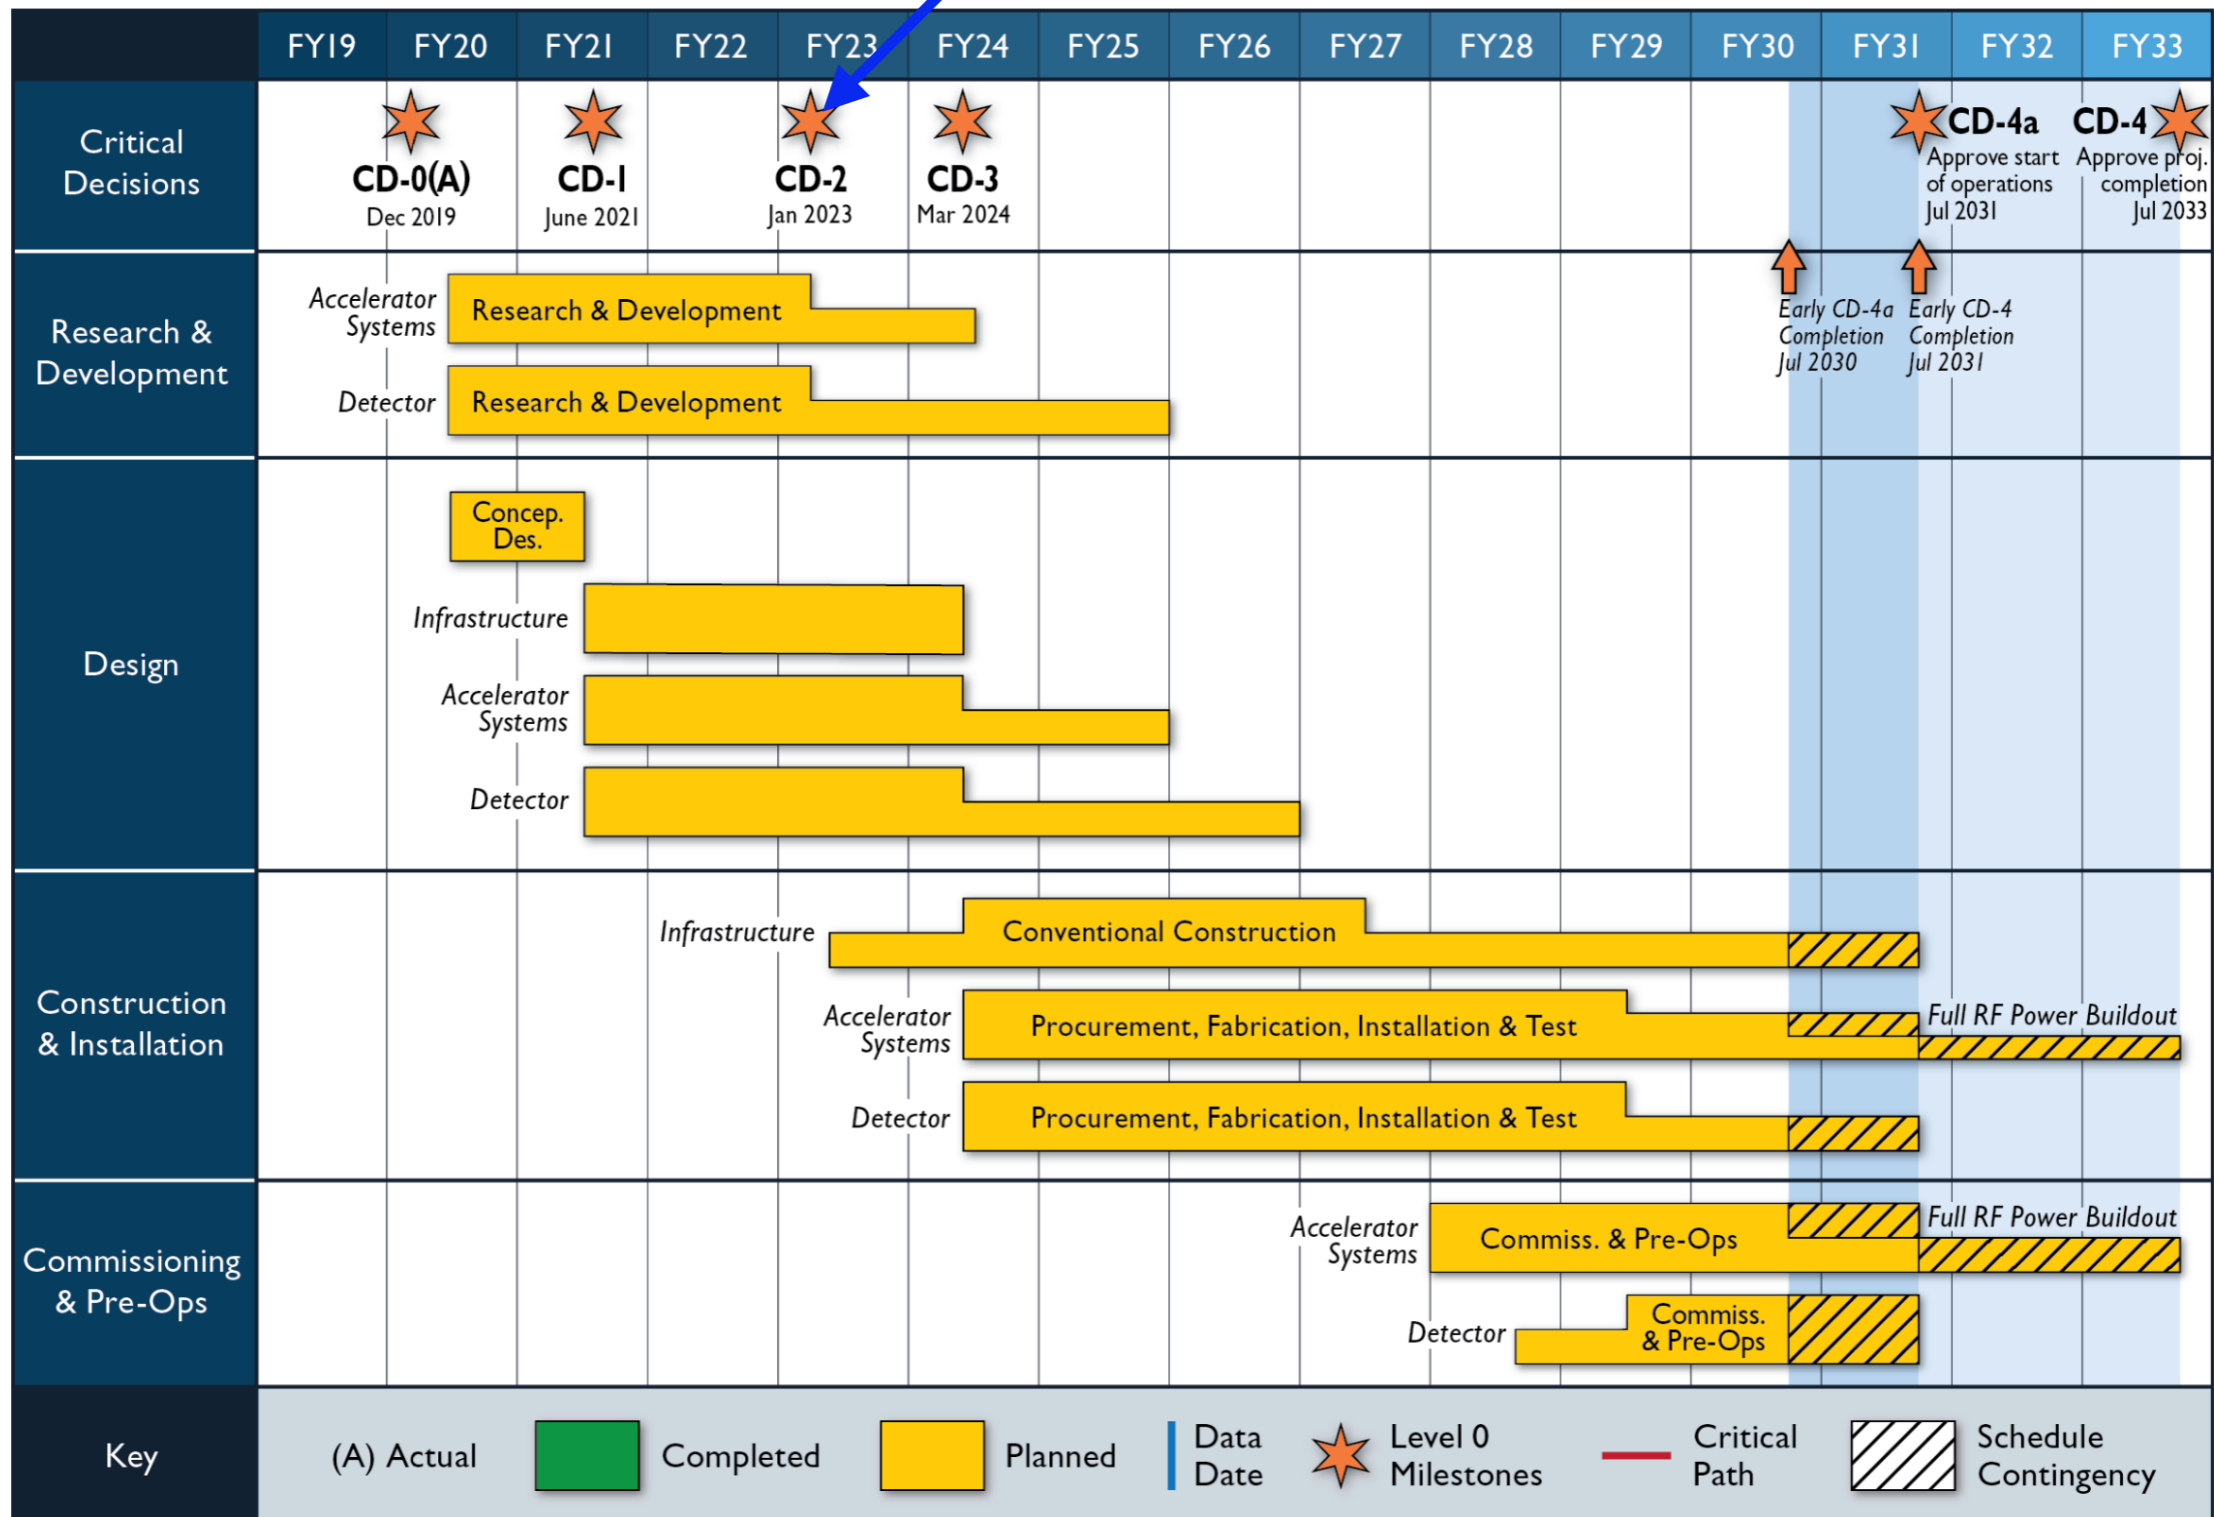 FY19 FY20 FY21 FY22 FY23 FY24 FY25 FY26 FY27 FY28 FY29 FY30 FY31 FY32 FY33
Critical
Decisions
CD-0(A)
Dec 2019
CD-1
June 2021
CD-2
Jan 2023
CD-3
Mar 2024
CD-4a
Approve start
of operations
Jul 2031
CD-4
Approve proj.
completion
Jul 2033
Research &
Development
Accelerator
Systems
Research & Development
Detector
Research & Development
Early CD-4a
Completion
Jul 2030
Early CD-4
Completion
Jul 2031
Design
Concep.
Des.
Infrastructure
Accelerator
Systems
Detector
Construction
& Installation
Infrastructure
Conventional Construction
Accelerator
Systems
Procurement, Fabrication, Installation & Test
Full RF Power Buildout
Detector
Procurement, Fabrication, Installation & Test
Commissioning
& Pre-Ops
Accelerator
Systems
Commiss. & Pre-Ops
Full RF Power Buildout
Detector
Commiss.
& Pre-Ops
Key
(A) Actual
Completed
Planned
Data
Date
Level 0
Milestones
Critical
Path
Schedule
Contingency